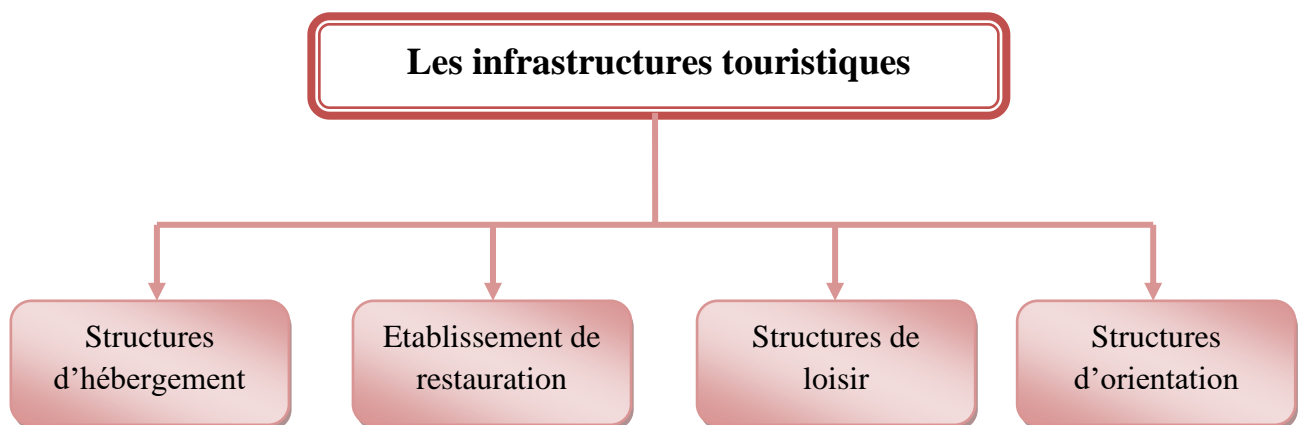 Les infrastructures touristiques
Structures
d’hébergement
Etablissement de
restauration
Structures de
loisir
Structures
d’orientation